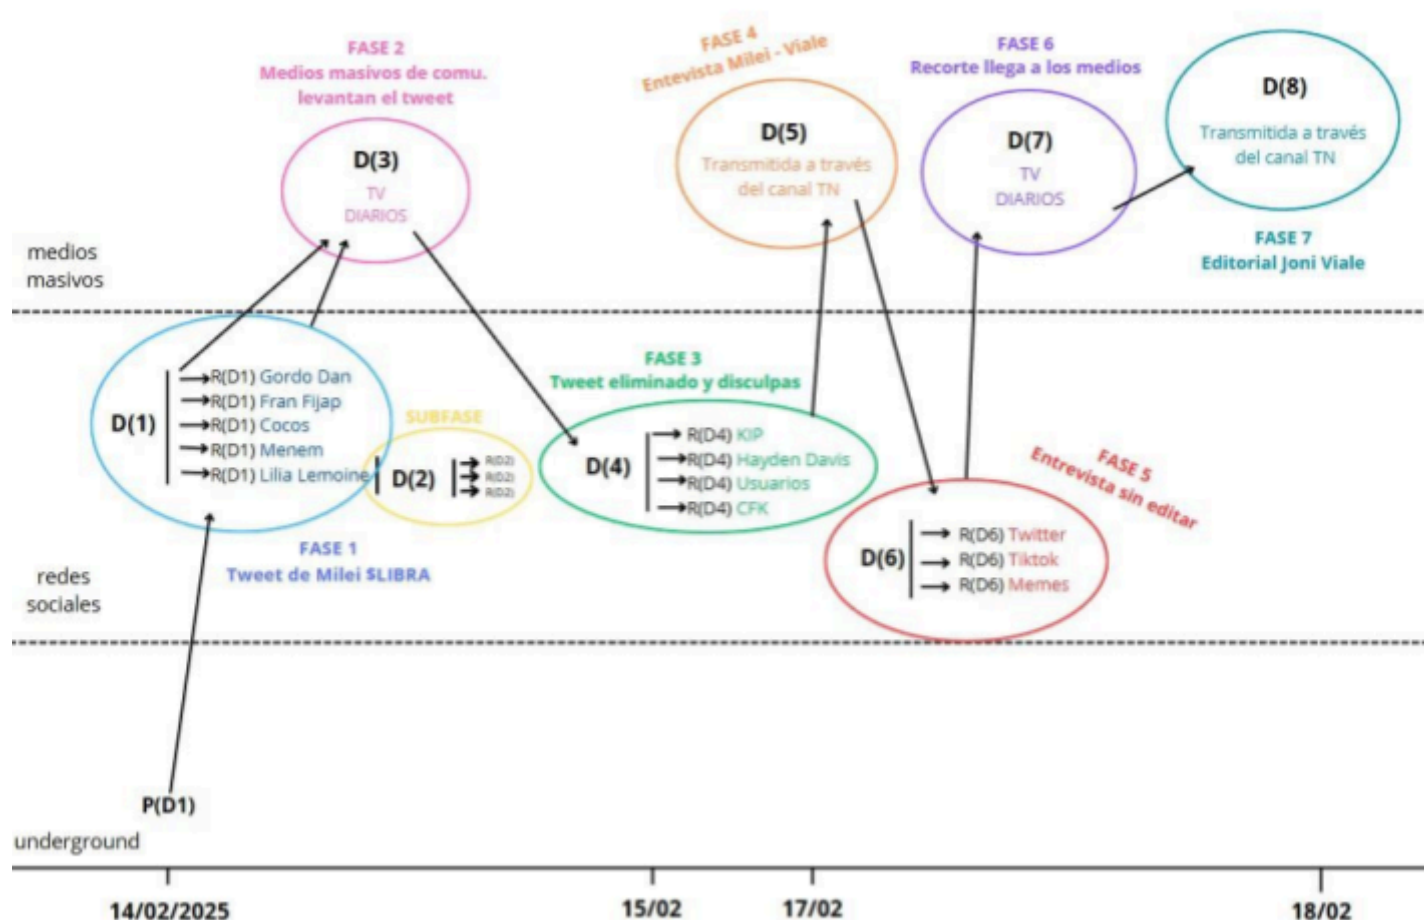 FASE 2
Medios masivos de comu.
levantan el tweet
D(3)
TV
DIARIOS
FASE 4
Entevista Milei - Viale
D(5)
Transmitida a través
del canal TN
FASE 6
Recorte llega a los medios
D(7)
TV
DIARIOS
D(8)
Transmitida a través
del canal TN
FASE 7
Editorial Joni Viale
medios
masivos
D(1)
R(D1) Gordo Dan
R(D1) Fran Fijap
R(D1) Cocos
R(D1) Menem
R(D1) Lilia Lemoine
FASE 1
Tweet de Milei $LIBRA
SUBFASE
D(2)
R(D2)
R(D2)
R(D2)
FASE 3
Tweet eliminado y disculpas
D(4)
R(D4) KIP
R(D4) Hayden Davis
R(D4) Usuarios
R(D4) CFK
FASE 5
Entrevista sin editar
D(6)
R(D6) Twitter
R(D6) Tiktok
R(D6) Memes
redes
sociales
P(D1)
underground
14/02/2025
15/02
17/02
18/02